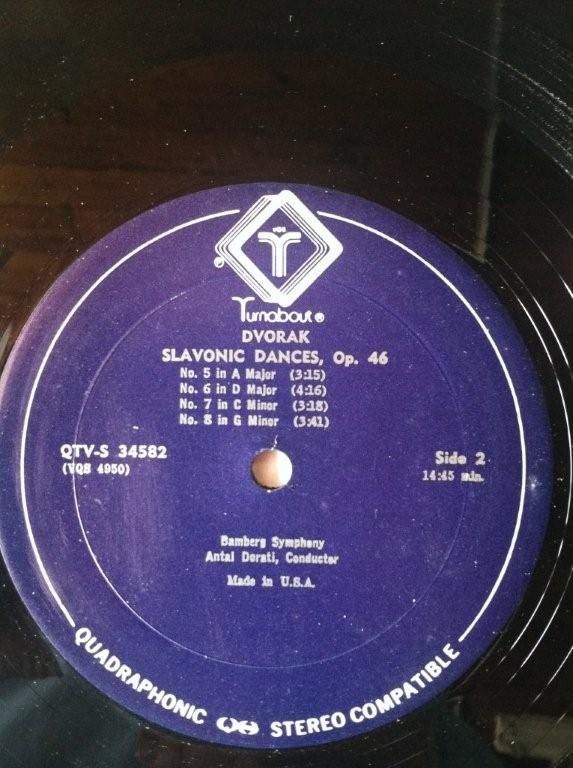 VOX
T
Turnabout ®
DVORAK
SLAVONIC DANCES, Op. 46
No. 5 in A Major (3:15)
No. 6 in D Major (4:16)
No. 7 in C Minor (3:18)
No. 8 in G Minor (3:41)
QTV-S 34582
(VQS 4950)
Side 2
14:45 min.
Bamberg Symphony
Antal Dorati, Conductor
Made in U.S.A.
QUADRAPHONIC QS STEREO COMPATIBLE